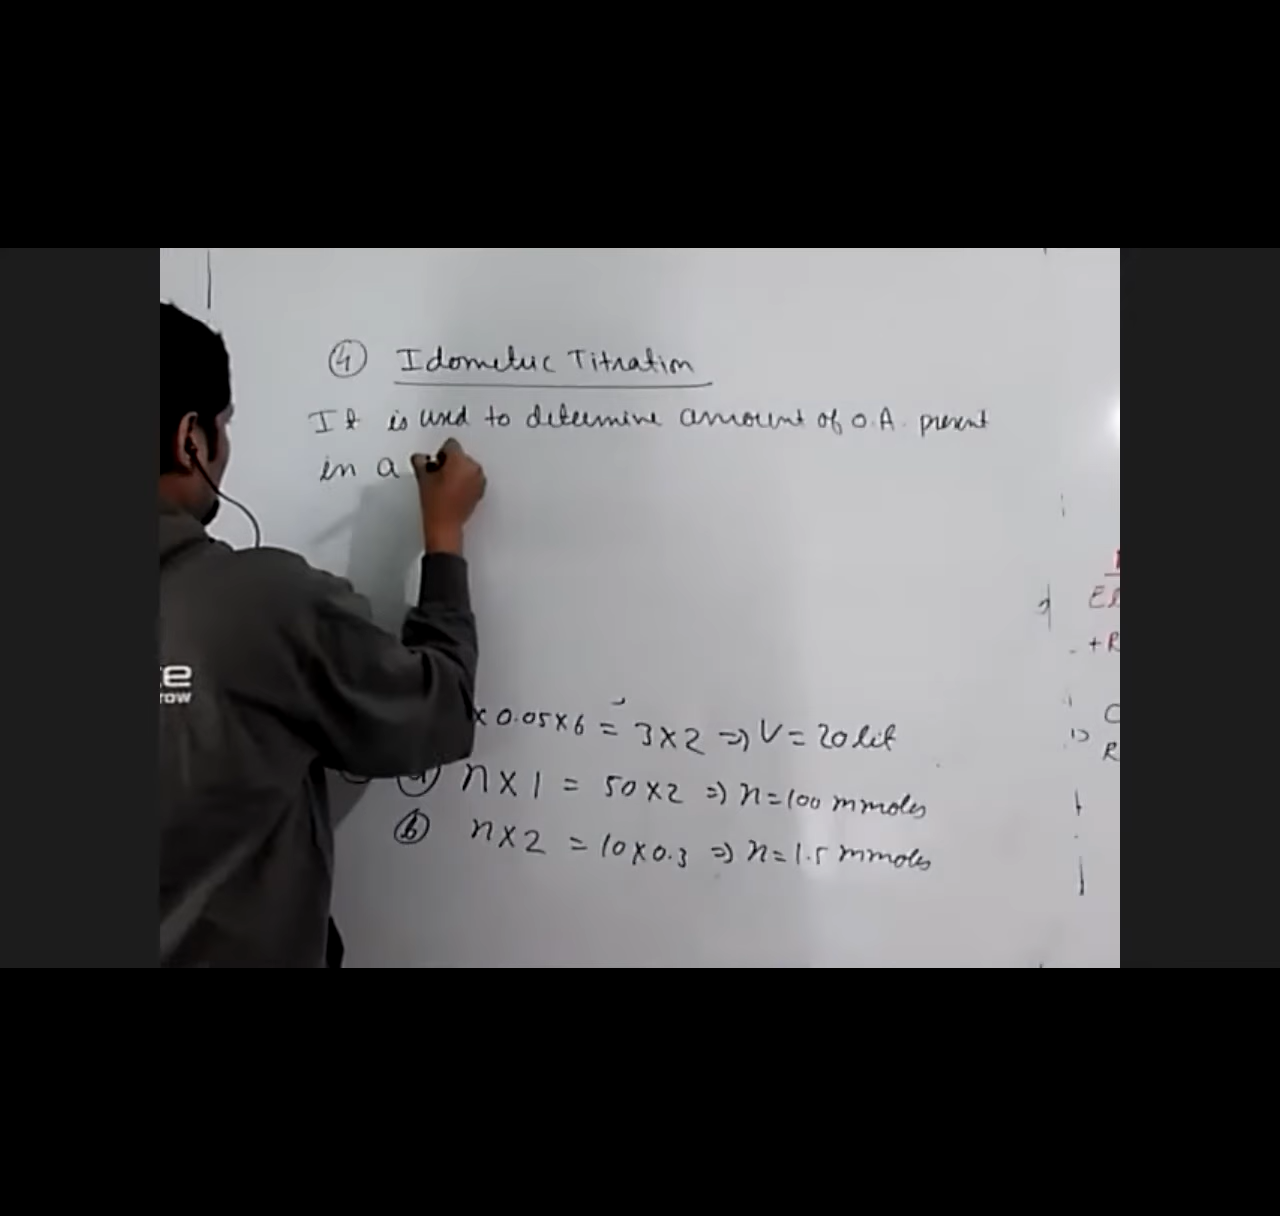 ④ Idometric Titration
It is used to determine amount of O.A. present
in a
x 0.05 x 6 = 3 x 2 => V = 20 lit
(a) n x 1 = 50 x 2 => n = 100 mmoles
(b) n x 2 = 10 x 0.3 => n = 1.5 mmoles
e
row
+ R
C
R